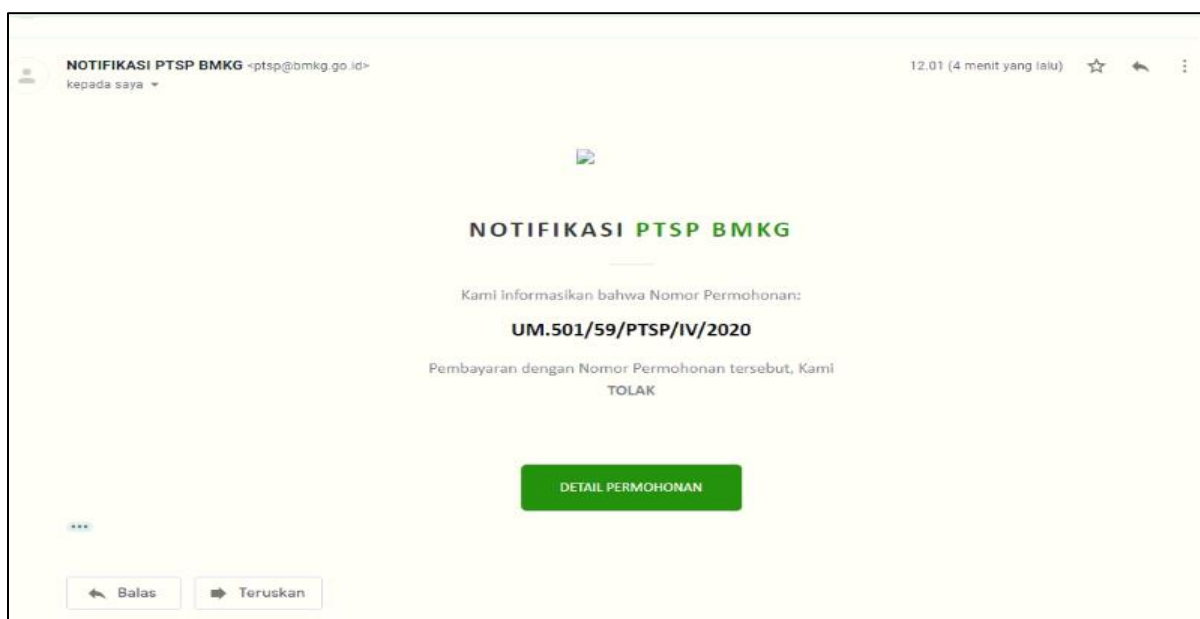 NOTIFIKASI PTSP BMKG <ptsp@bmkg.go.id>
12.01 (4 menit yang lalu)
kepada saya
NOTIFIKASI PTSP BMKG
Kami informasikan bahwa Nomor Permohonan:
UM.501/59/PTSP/IV/2020
Pembayaran dengan Nomor Permohonan tersebut, Kami
TOLAK
DETAIL PERMOHONAN
Balas
Teruskan